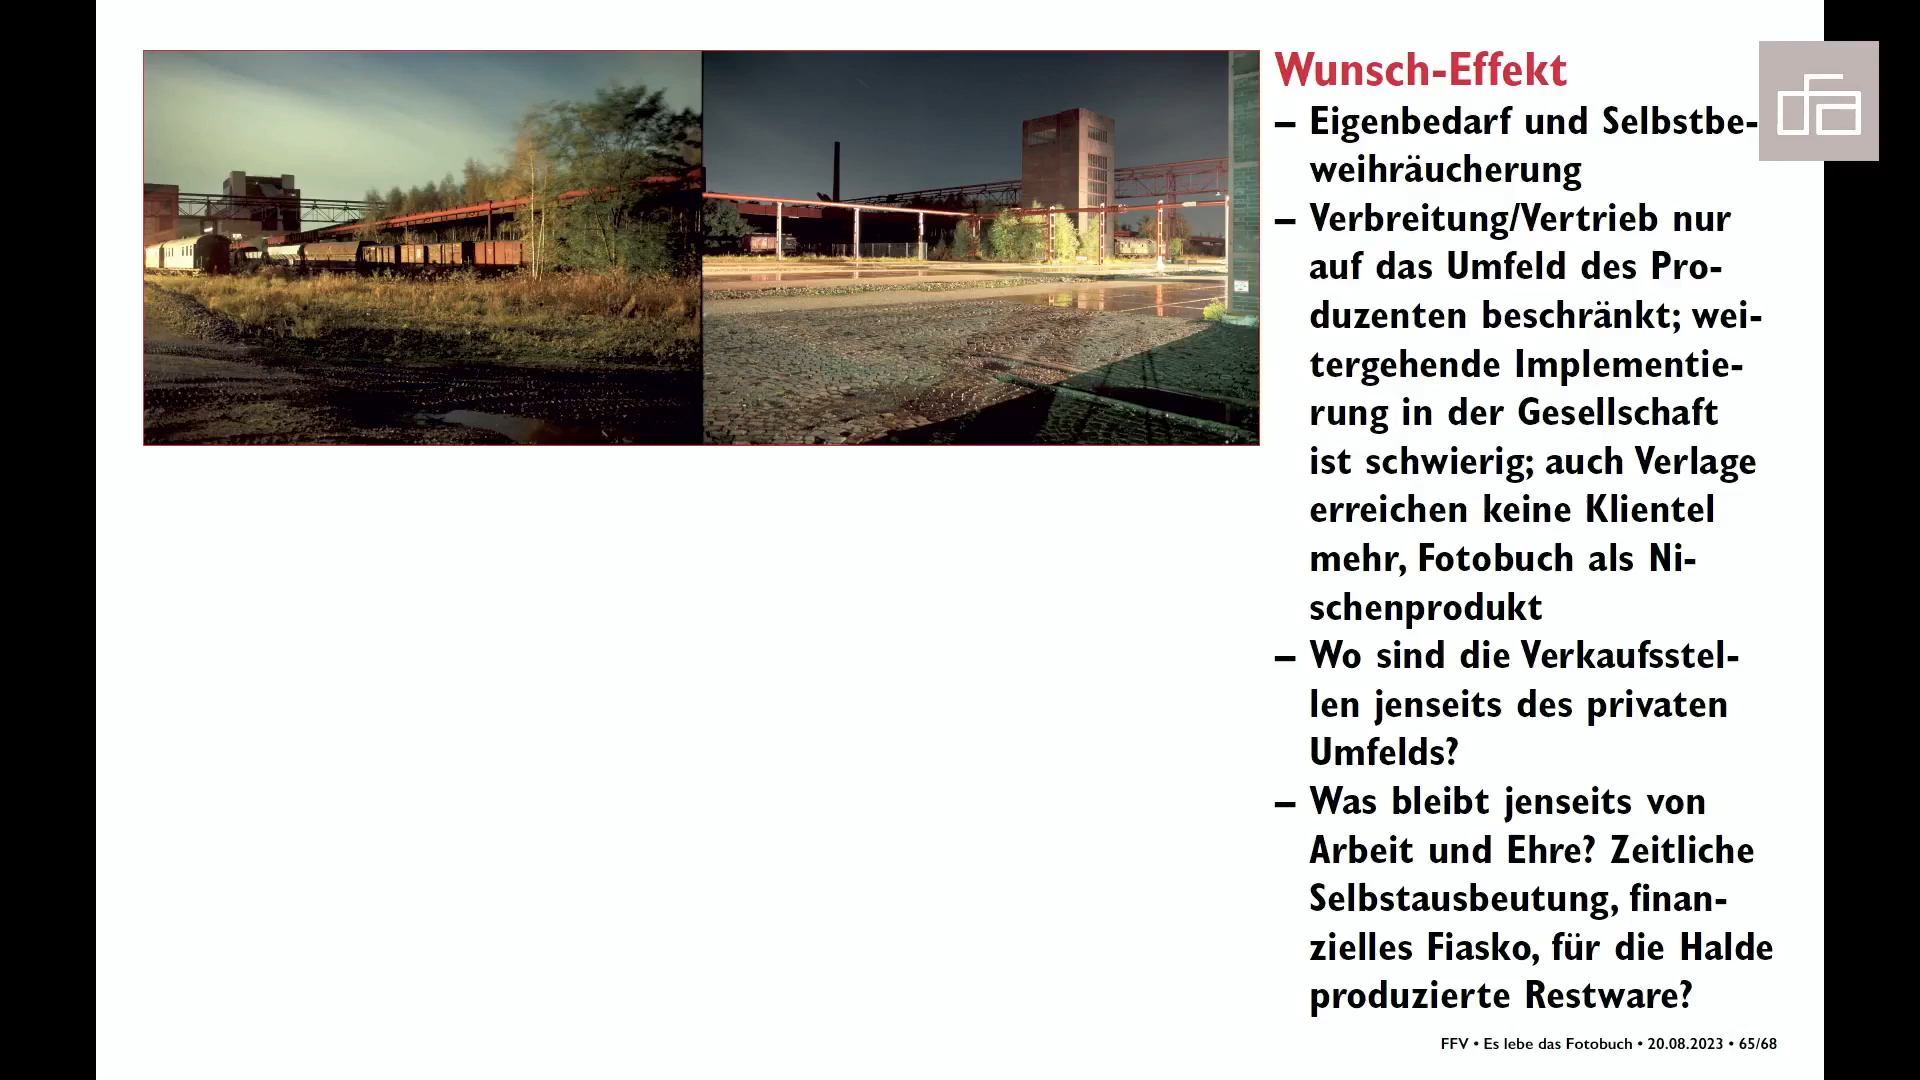 Wunsch-Effekt
– Eigenbedarf und Selbstbe-
weihräucherung
– Verbreitung/Vertrieb nur
auf das Umfeld des Pro-
duzenten beschränkt; wei-
tergehende Implementie-
rung in der Gesellschaft
ist schwierig; auch Verlage
erreichen keine Klientel
mehr, Fotobuch als Ni-
schenprodukt
– Wo sind die Verkaufsstel-
len jenseits des privaten
Umfelds?
– Was bleibt jenseits von
Arbeit und Ehre? Zeitliche
Selbstausbeutung, finan-
zielles Fiasko, für die Halde
produzierte Restware?
FFV • Es lebe das Fotobuch • 20.08.2023 • 65/68
dfa